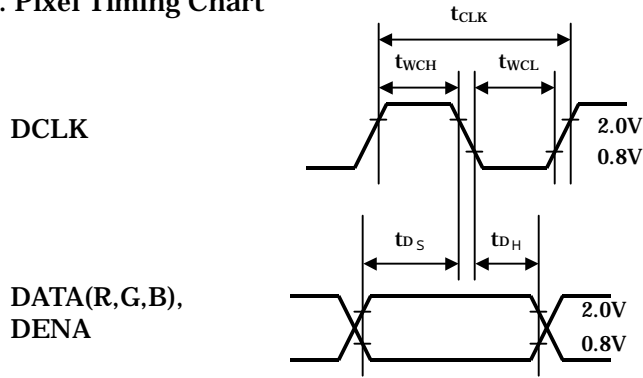 . Pixel Timing Chart
tCLK
tWCH tWCL
DCLK
2.0V
0.8V
tDS tDH
DATA(R,G,B),
DENA
2.0V
0.8V